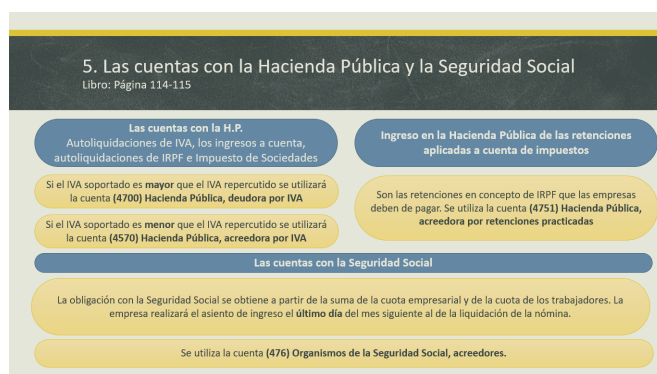 5. Las cuentas con la Hacienda Pública y la Seguridad Social
Libro: Página 114-115
Las cuentas con la H.P.
Autoliquidaciones de IVA, los ingresos a cuenta,
autoliquidaciones de IRPF e Impuesto de Sociedades
Si el IVA soportado es mayor que el IVA repercutido se utilizará
la cuenta (4700) Hacienda Pública, deudora por IVA
Si el IVA soportado es menor que el IVA repercutido se utilizará
la cuenta (4570) Hacienda Pública, acreedora por IVA
Ingreso en la Hacienda Pública de las retenciones
aplicadas a cuenta de impuestos
Son las retenciones en concepto de IRPF que las empresas
deben de pagar. Se utiliza la cuenta (4751) Hacienda Pública,
acreedora por retenciones practicadas
Las cuentas con la Seguridad Social
La obligación con la Seguridad Social se obtiene a partir de la suma de la cuota empresarial y de la cuota de los trabajadores. La
empresa realizará el asiento de ingreso el último día del mes siguiente al de la liquidación de la nómina.
Se utiliza la cuenta (476) Organismos de la Seguridad Social, acreedores.